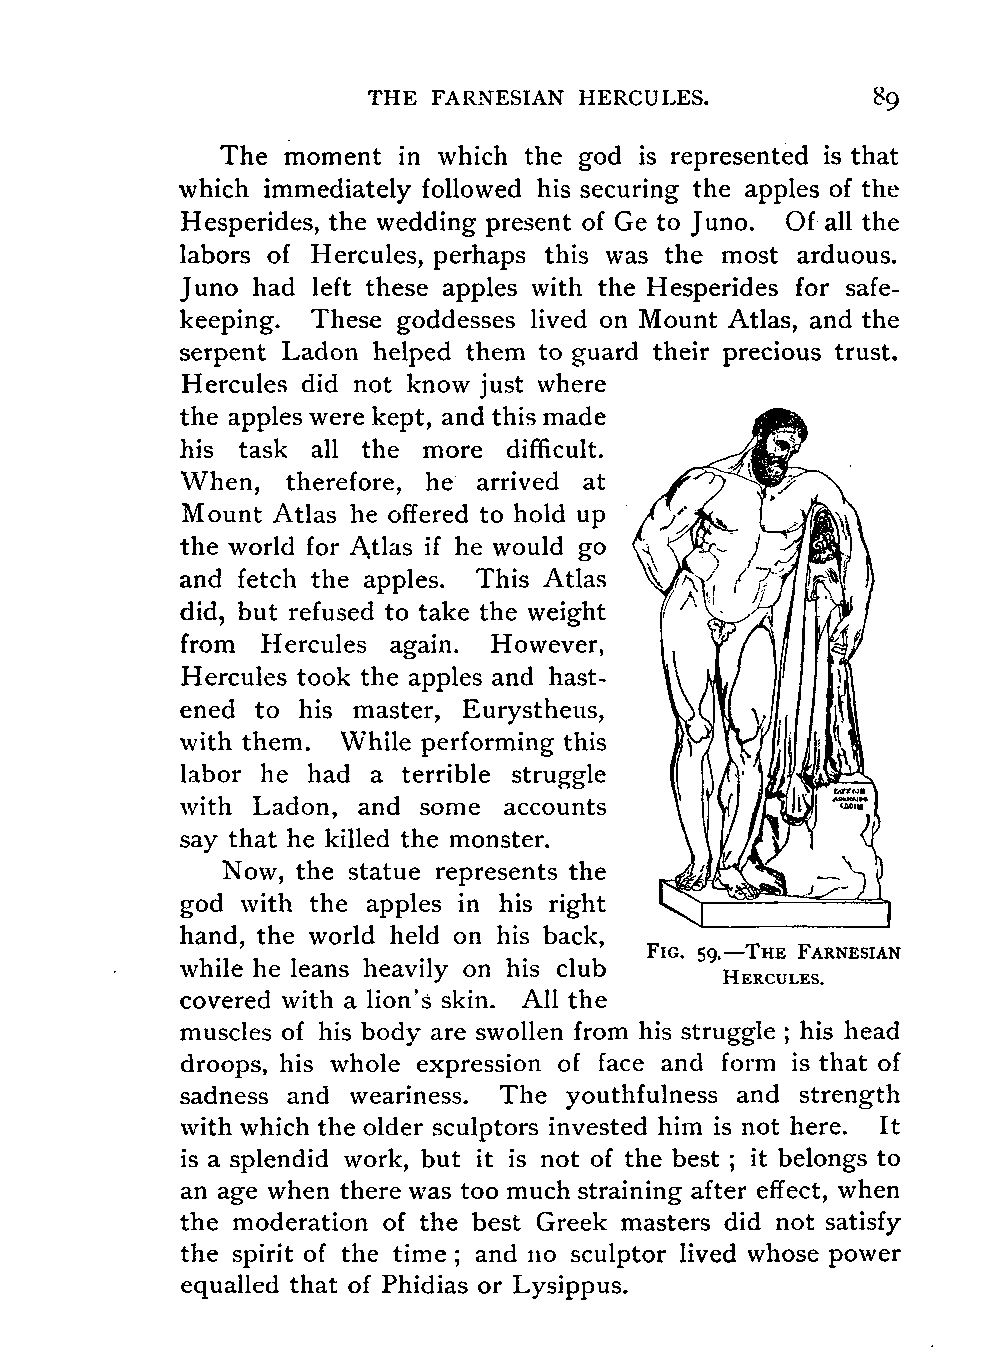 THE FARNESIAN HERCULES. 89
The moment in which the god is represented is that
which immediately followed his securing the apples of the
Hesperides, the wedding present of Ge to Juno. Of all the
labors of Hercules, perhaps this was the most arduous.
Juno had left these apples with the Hesperides for safe-
keeping. These goddesses lived on Mount Atlas, and the
serpent Ladon helped them to guard their precious trust.
Hercules did not know just where
the apples were kept, and this made
his task all the more difficult.
When, therefore, he arrived at
Mount Atlas he offered to hold up
the world for Atlas if he would go
and fetch the apples. This Atlas
did, but refused to take the weight
from Hercules again. However,
Hercules took the apples and hast-
ened to his master, Eurystheus,
with them. While performing this
labor he had a terrible struggle
with Ladon, and some accounts
say that he killed the monster.
Now, the statue represents the
god with the apples in his right
hand, the world held on his back,
while he leans heavily on his club
covered with a lion's skin. All the
muscles of his body are swollen from his struggle ; his head
droops, his whole expression of face and form is that of
sadness and weariness. The youthfulness and strength
with which the older sculptors invested him is not here. It
is a splendid work, but it is not of the best ; it belongs to
an age when there was too much straining after effect, when
the moderation of the best Greek masters did not satisfy
the spirit of the time ; and no sculptor lived whose power
equalled that of Phidias or Lysippus.
FIG. 59.—THE FARNESIAN
HERCULES.